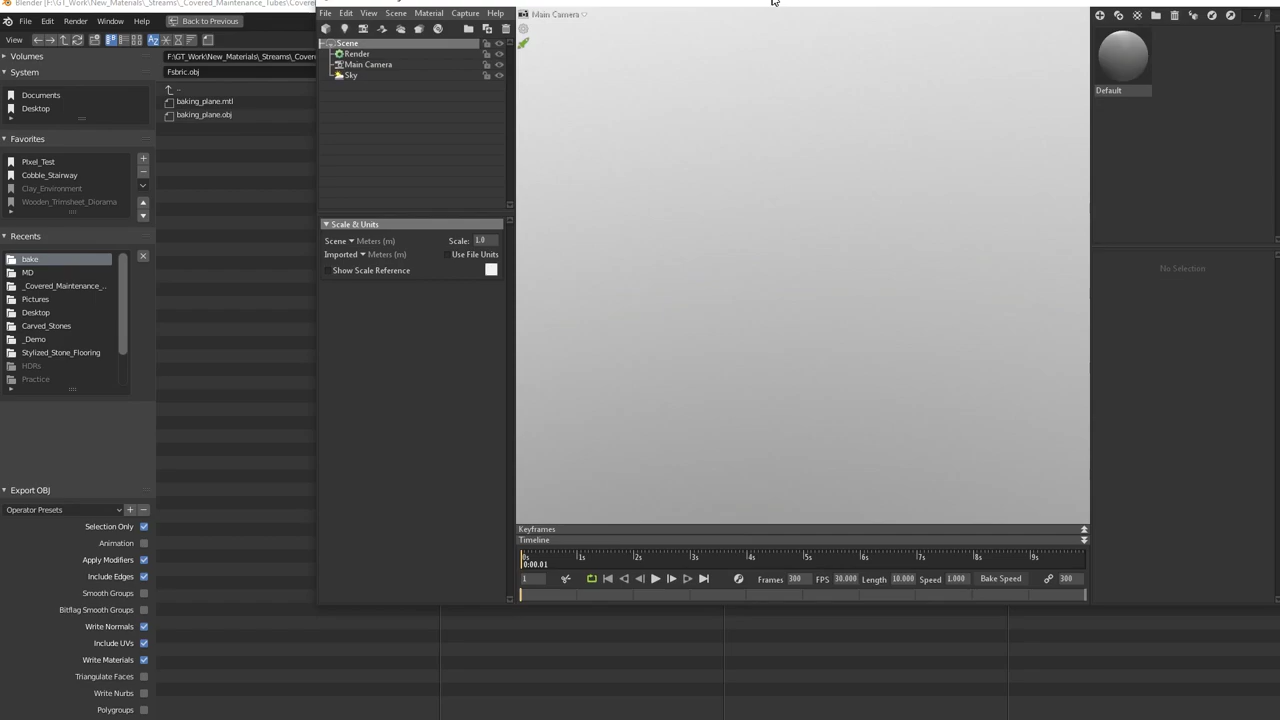 Blender [F:\GT_Work\New_Materials\_Streams\_Covered_Maintenance_Tubes\Covered
File Edit Render Window Help Back to Previous
View
Volumes
System
Documents
Desktop
Favorites
PIxel_Test
Cobble_Stairway
Clay_Environment
Wooden_Trimsheet_Diorama
Recents
bake
MD
_Covered_Maintenance_..
Pictures
Desktop
Carved_Stones
_Demo
Stylized_Stone_Flooring
HDRs
Practice
Export OBJ
Operator Presets
Selection Only
Animation
Apply Modifiers
Include Edges
Smooth Groups
Bitflag Smooth Groups
Write Normals
Include UVs
Write Materials
Triangulate Faces
Write Nurbs
Polygroups
F:\GT_Work\New_Materials\_Streams\_Covere
Fsbric.obj
..
baking_plane.mtl
baking_plane.obj
File Edit View Scene Material Capture Help
Scene
Render
Main Camera
Sky
Scale & Units
Scene Meters (m) Scale: 1.0
Imported Meters (m) Use File Units
Show Scale Reference
Main Camera
Keyframes
Timeline
0s 1s 2s 3s 4s 5s 6s 7s 8s 9s
0:00.01
1 Frames 300 FPS 30.000 Length 10.000 Speed 1.000 Bake Speed 300
Default
No Selection